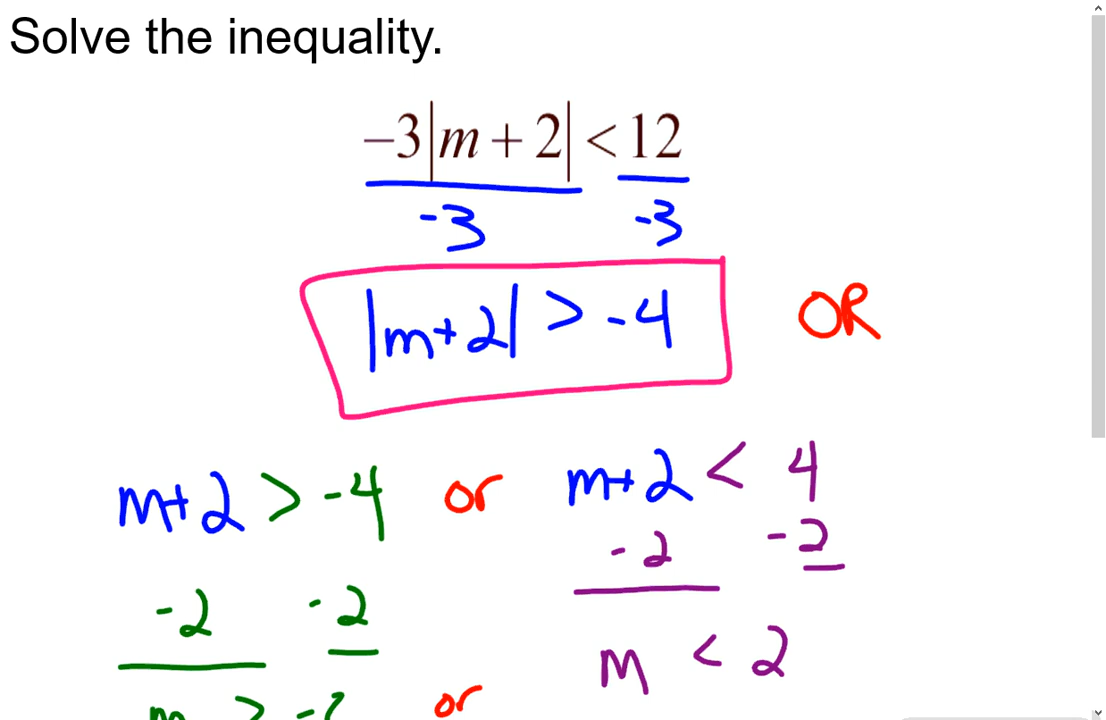 Solve the inequality.
−3|m + 2| < 12
-3 -3
|m+2| > -4 OR
m+2 > -4 or m+2 < 4
-2 -2
-2 -2
m < 2
m > or